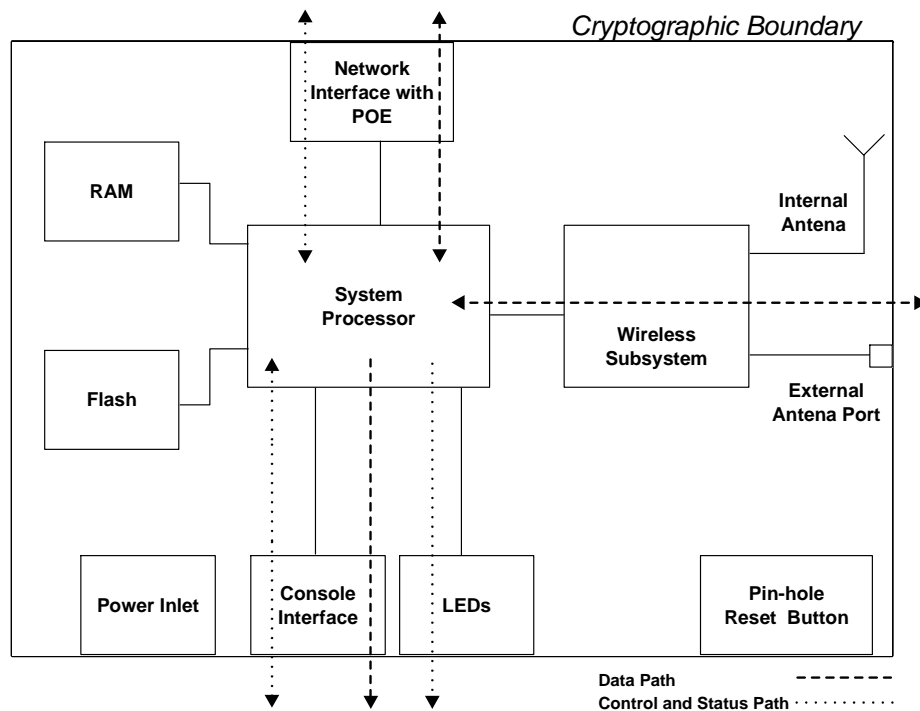 Cryptographic Boundary
Network
Interface with
POE
RAM
Internal
Antena
System
Processor
Wireless
Subsystem
Flash
External
Antena Port
Power Inlet
Console
Interface
LEDs
Pin-hole
Reset Button
Data Path
Control and Status Path